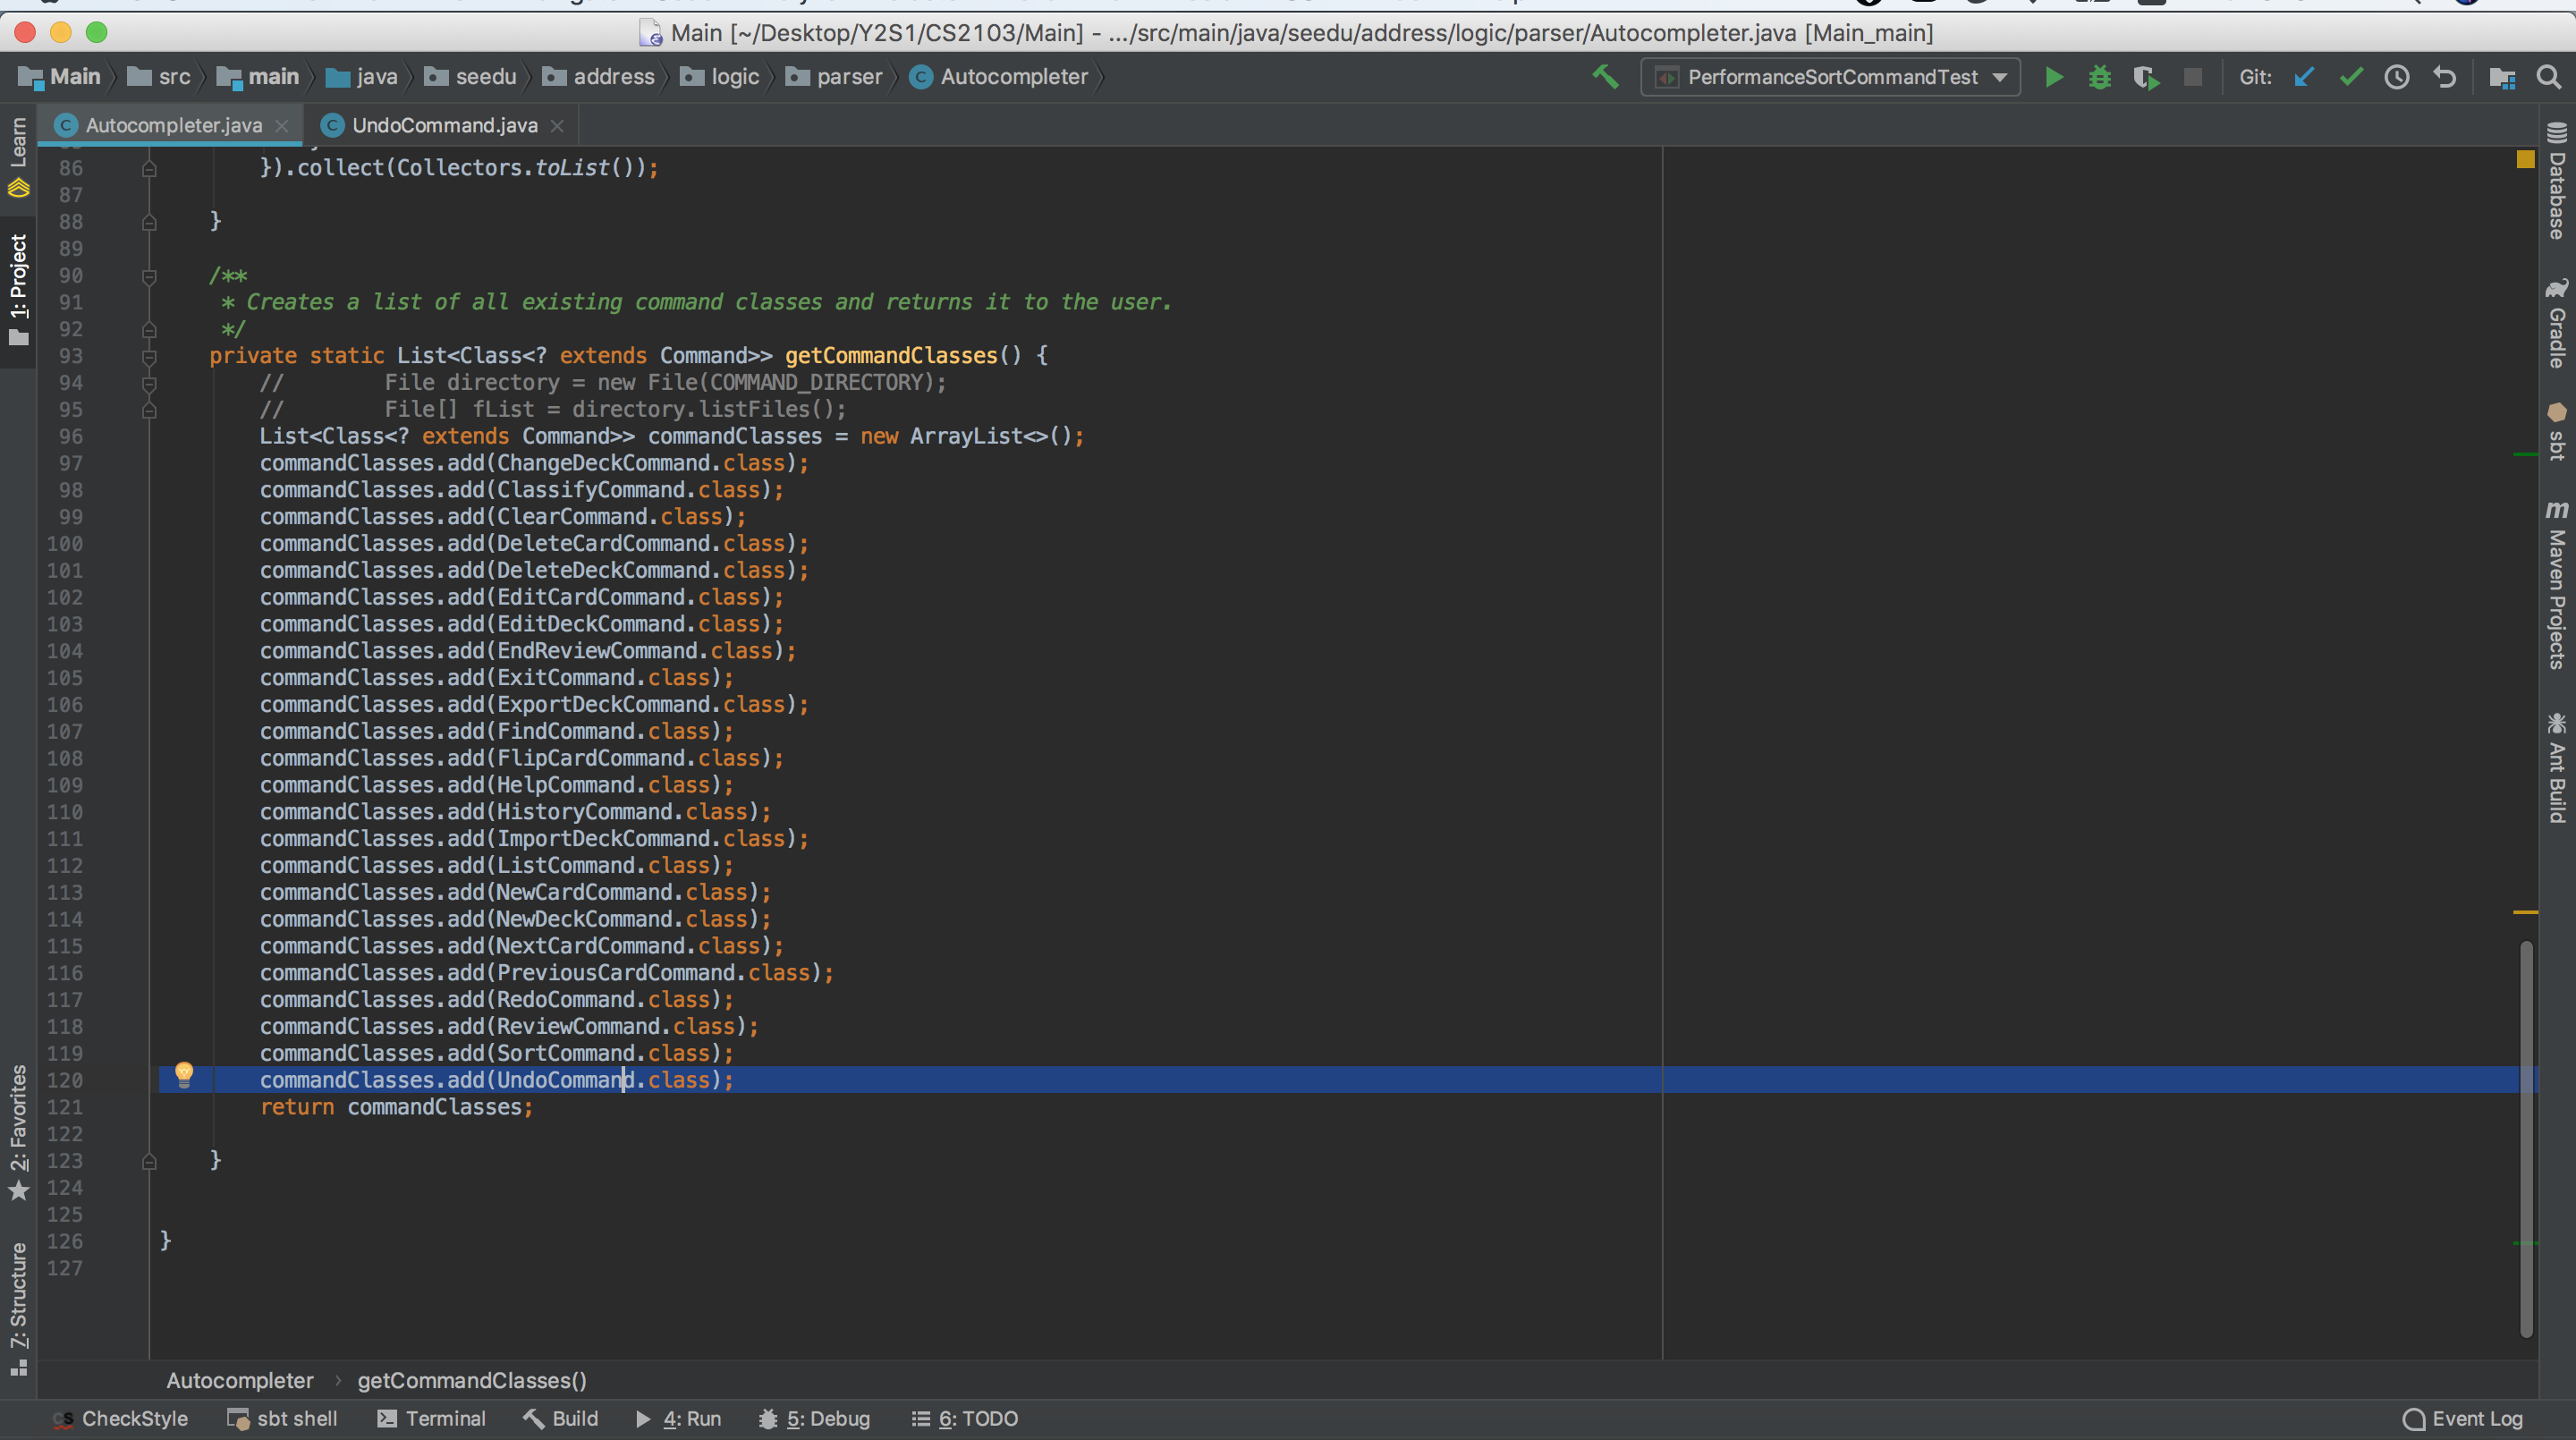 Main [~/Desktop/Y2S1/CS2103/Main] - .../src/main/java/seedu/address/logic/parser/Autocompleter.java [Main_main]
Main src main java seedu address logic parser Autocompleter PerformanceSortCommandTest Git:
Autocompleter.java UndoCommand.java
Learn
1: Project
2: Favorites
7: Structure
86 }).collect(Collectors.toList());
87
88 }
89
90 /**
91 * Creates a list of all existing command classes and returns it to the user.
92 */
93 private static List<Class<? extends Command>> getCommandClasses() {
94 // File directory = new File(COMMAND_DIRECTORY);
95 // File[] fList = directory.listFiles();
96 List<Class<? extends Command>> commandClasses = new ArrayList<>();
97 commandClasses.add(ChangeDeckCommand.class);
98 commandClasses.add(ClassifyCommand.class);
99 commandClasses.add(ClearCommand.class);
100 commandClasses.add(DeleteCardCommand.class);
101 commandClasses.add(DeleteDeckCommand.class);
102 commandClasses.add(EditCardCommand.class);
103 commandClasses.add(EditDeckCommand.class);
104 commandClasses.add(EndReviewCommand.class);
105 commandClasses.add(ExitCommand.class);
106 commandClasses.add(ExportDeckCommand.class);
107 commandClasses.add(FindCommand.class);
108 commandClasses.add(FlipCardCommand.class);
109 commandClasses.add(HelpCommand.class);
110 commandClasses.add(HistoryCommand.class);
111 commandClasses.add(ImportDeckCommand.class);
112 commandClasses.add(ListCommand.class);
113 commandClasses.add(NewCardCommand.class);
114 commandClasses.add(NewDeckCommand.class);
115 commandClasses.add(NextCardCommand.class);
116 commandClasses.add(PreviousCardCommand.class);
117 commandClasses.add(RedoCommand.class);
118 commandClasses.add(ReviewCommand.class);
119 commandClasses.add(SortCommand.class);
120 commandClasses.add(UndoCommand.class);
121 return commandClasses;
122
123 }
124
125
126 }
127
Database
Gradle
sbt
m Maven Projects
Ant Build
Autocompleter › getCommandClasses()
CS CheckStyle sbt shell Terminal Build 4: Run 5: Debug 6: TODO Event Log